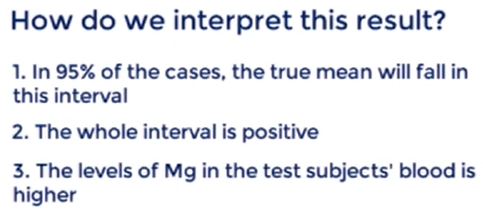 How do we interpret this result?
1. In 95% of the cases, the true mean will fall in
this interval
2. The whole interval is positive
3. The levels of Mg in the test subjects' blood is
higher